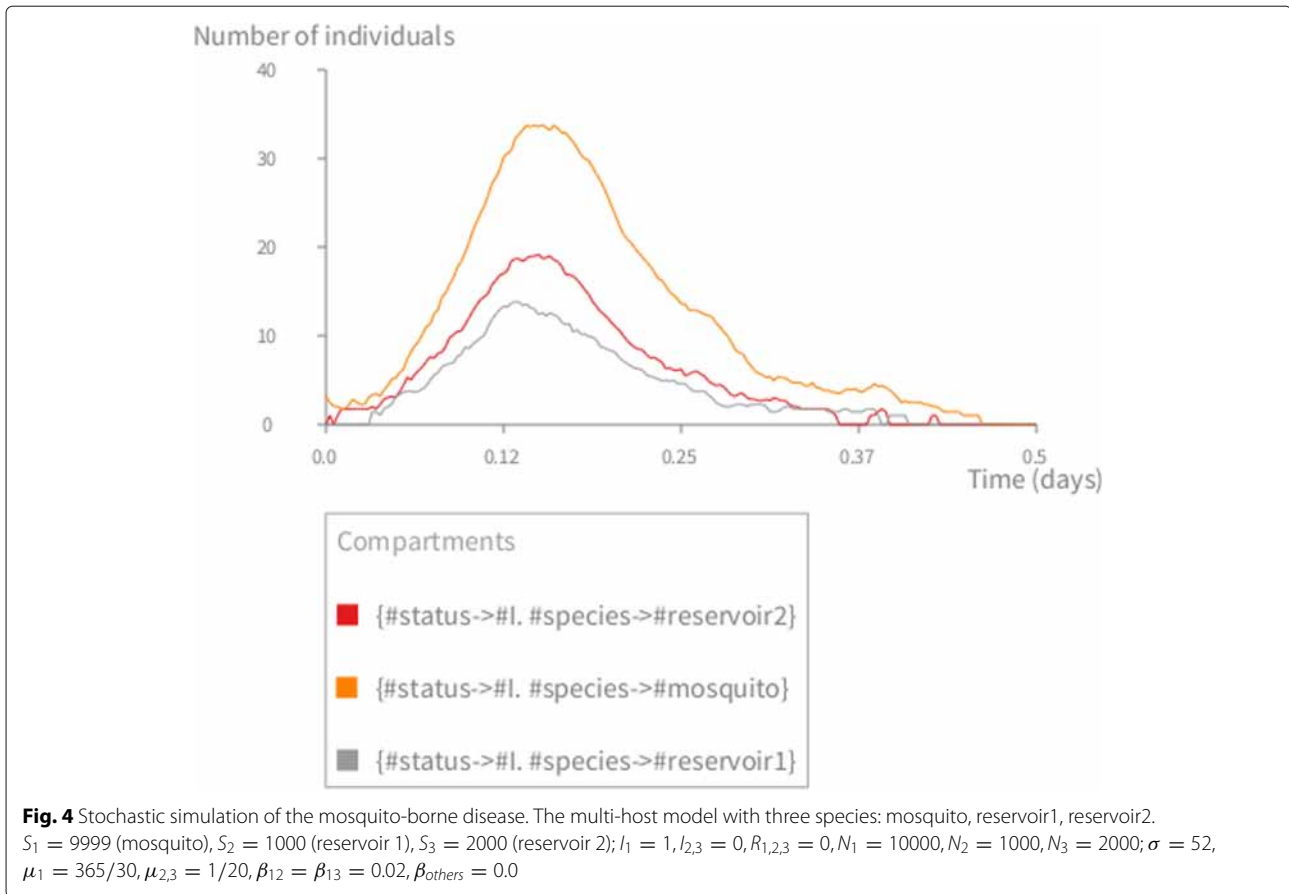 Number of individuals
40
30
20
10
0
0.0 0.12 0.25 0.37 0.5
Time (days)
Compartments
{#status->#I. #species->#reservoir2}
{#status->#I. #species->#mosquito}
{#status->#I. #species->#reservoir1}
Fig. 4 Stochastic simulation of the mosquito-borne disease. The multi-host model with three species: mosquito, reservoir1, reservoir2.
S₁ = 9999 (mosquito), S₂ = 1000 (reservoir 1), S₃ = 2000 (reservoir 2); I₁ = 1, I₂,₃ = 0, R₁,₂,₃ = 0, N₁ = 10000, N₂ = 1000, N₃ = 2000; σ = 52,
μ₁ = 365/30, μ₂,₃ = 1/20, β₁₂ = β₁₃ = 0.02, βothers = 0.0